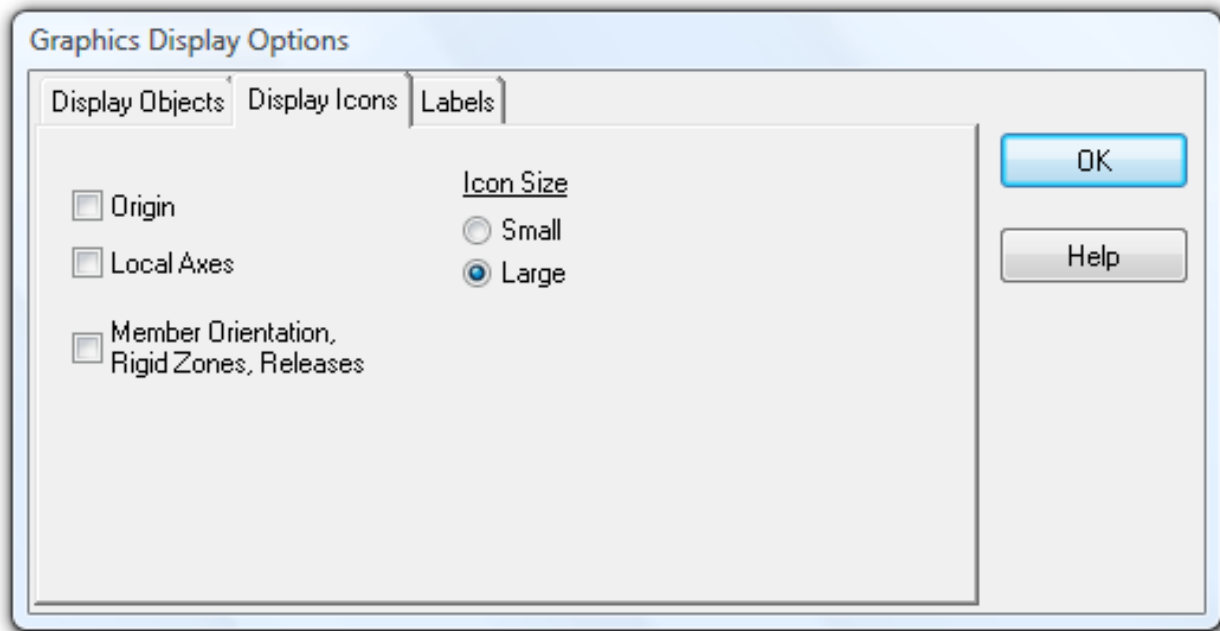 Graphics Display Options
Display Objects
Display Icons
Labels
Origin
Local Axes
Member Orientation,
Rigid Zones, Releases
Icon Size
Small
Large
OK
Help